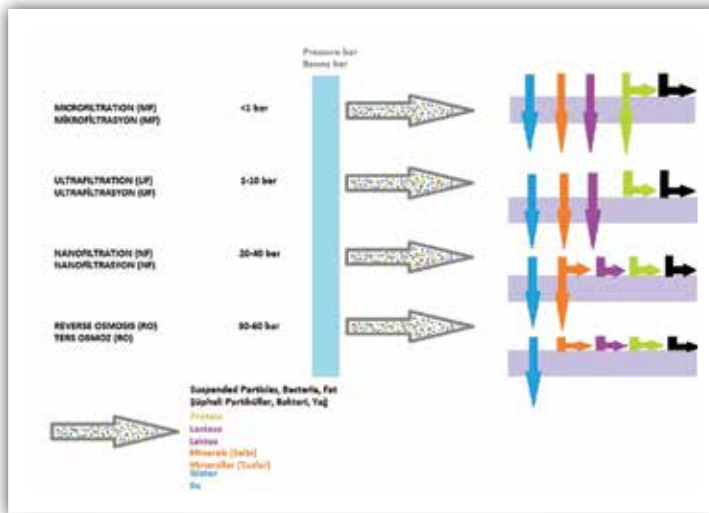 Pressure bar
Basınç bar
MICROFILTRATION (MF)
MİKROFİLTRASYON (MF)
<2 bar
ULTRAFILTRATION (UF)
ULTRAFİLTRASYON (UF)
1-10 bar
NANOFILTRATION (NF)
NANOFİLTRASYON (NF)
20-40 bar
REVERSE OSMOSIS (RO)
TERS OSMOZ (RO)
30-60 bar
Suspended Particles, Bacteria, Fat
Şüpheli Partiküller, Bakteri, Yağ
Protein
Lactose
Laktoz
Minerals (Salts)
Mineraller (Tuzlar)
Water
Su